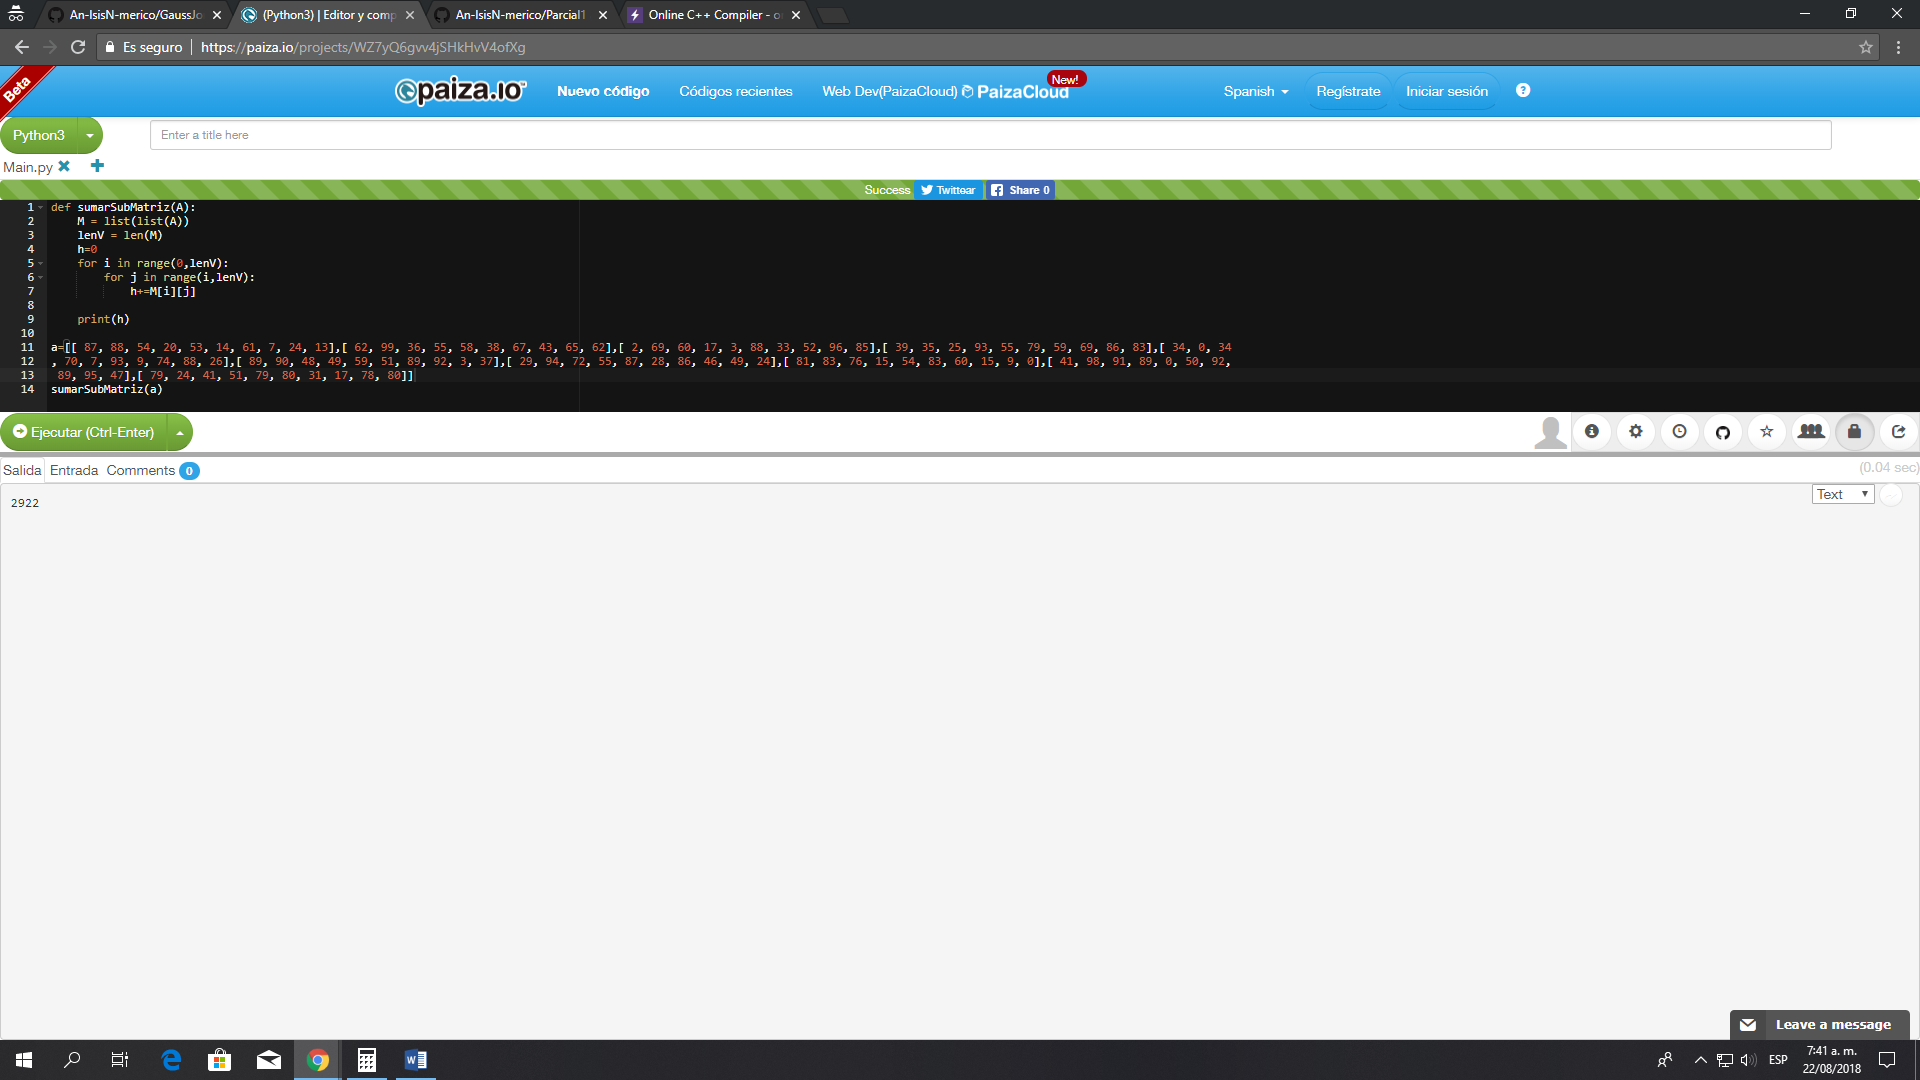 An-IsisN-merico/GaussJo
(Python3) | Editor y comp
An-IsisN-merico/Parcial1
Online C++ Compiler - o
Es seguro | https://paiza.io/projects/WZ7yQ6gvv4jSHkHvV4ofXg
Beta
paiza.io
Nuevo código
Códigos recientes
Web Dev(PaizaCloud)
PaizaCloud
New!
Spanish
Regístrate
Iniciar sesión
?
Python3
Enter a title here
Main.py
Success
Twittear
Share 0
1 def sumarSubMatriz(A):
2 M = list(list(A))
3 lenV = len(M)
4 h=0
5 for i in range(0,lenV):
6 for j in range(i,lenV):
7 h+=M[i][j]
8
9 print(h)
10
11 a=[[ 87, 88, 54, 20, 53, 14, 61, 7, 24, 13],[ 62, 99, 36, 55, 58, 38, 67, 43, 65, 62],[ 2, 69, 60, 17, 3, 88, 33, 52, 96, 85],[ 39, 35, 25, 93, 55, 79, 59, 69, 86, 83],[ 34, 0, 34
12 , 70, 7, 93, 9, 74, 88, 26],[ 89, 90, 48, 49, 59, 51, 89, 92, 3, 37],[ 29, 94, 72, 55, 87, 28, 86, 46, 49, 24],[ 81, 83, 76, 15, 54, 83, 60, 15, 9, 0],[ 41, 98, 91, 89, 0, 50, 92,
13 89, 95, 47],[ 79, 24, 41, 51, 79, 80, 31, 17, 78, 80]]
14 sumarSubMatriz(a)
Ejecutar (Ctrl-Enter)
Salida Entrada Comments 0
(0.04 sec)
Text
2922
Leave a message
ESP
7:41 a. m.
22/08/2018